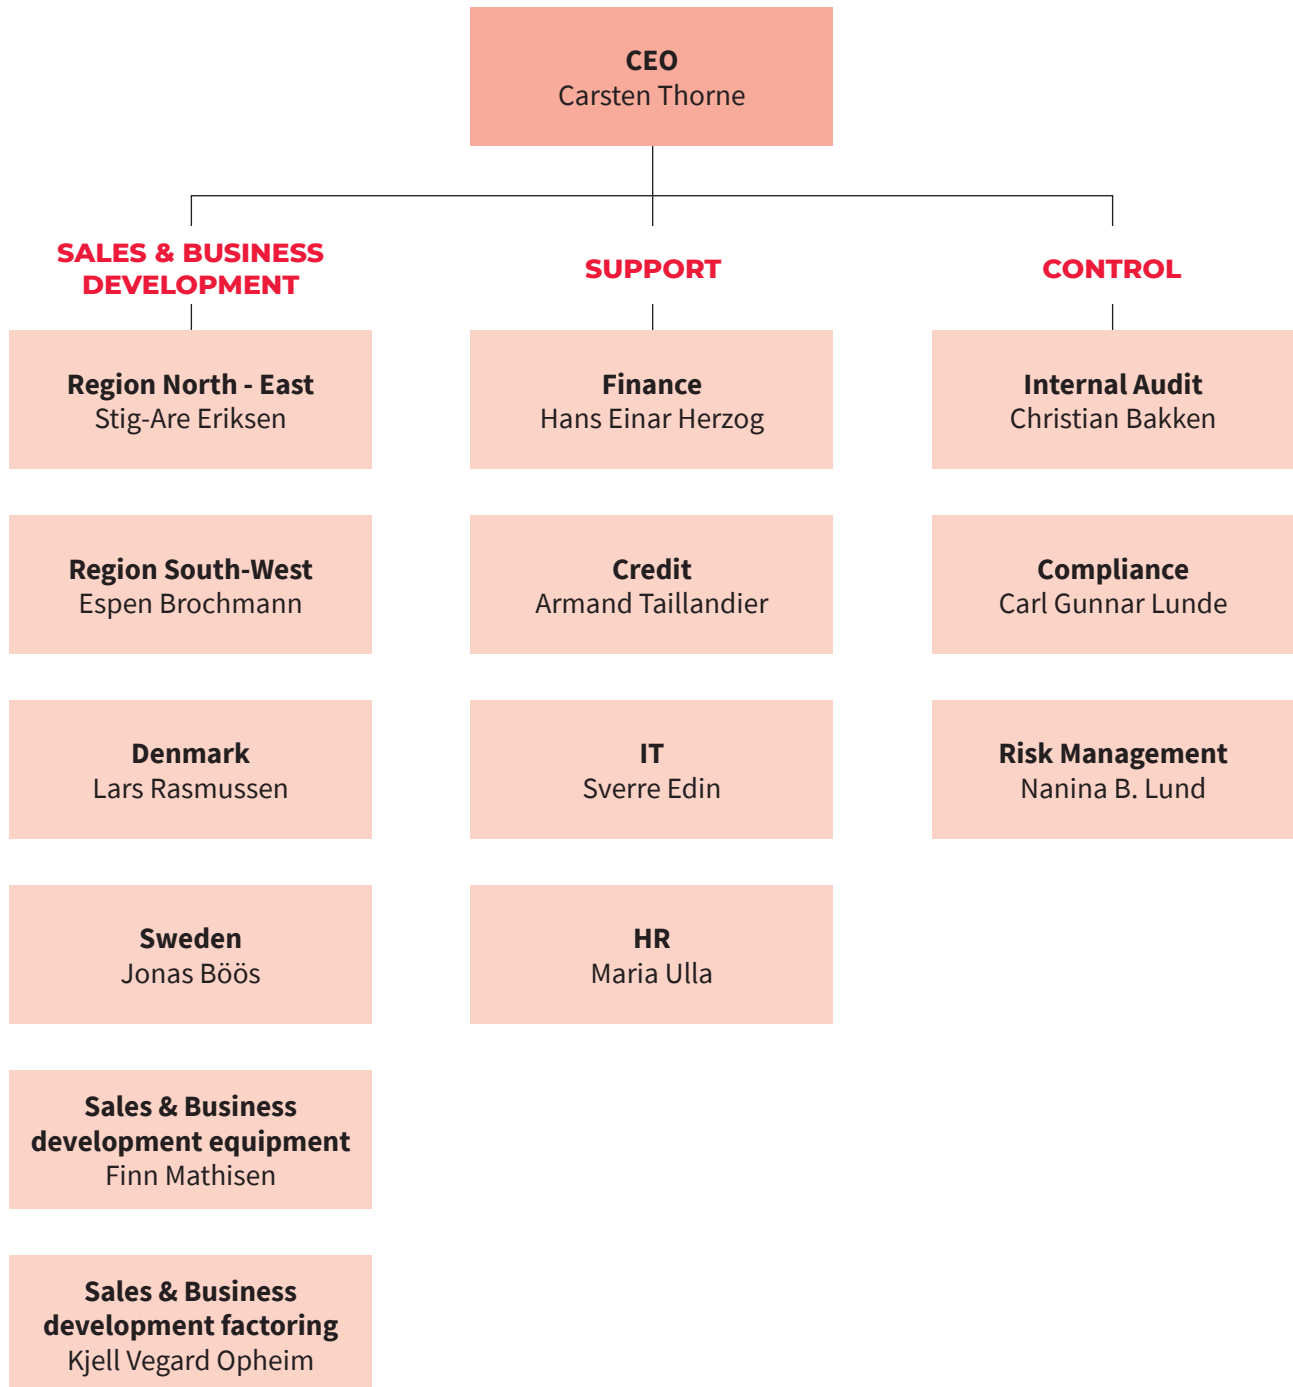 CEO
Carsten Thorne
SALES & BUSINESS
DEVELOPMENT
Region North - East
Stig-Are Eriksen
Region South-West
Espen Brochmann
Denmark
Lars Rasmussen
Sweden
Jonas Böös
Sales & Business
development equipment
Finn Mathisen
Sales & Business
development factoring
Kjell Vegard Opheim
SUPPORT
Finance
Hans Einar Herzog
Credit
Armand Taillandier
IT
Sverre Edin
HR
Maria Ulla
CONTROL
Internal Audit
Christian Bakken
Compliance
Carl Gunnar Lunde
Risk Management
Nanina B. Lund